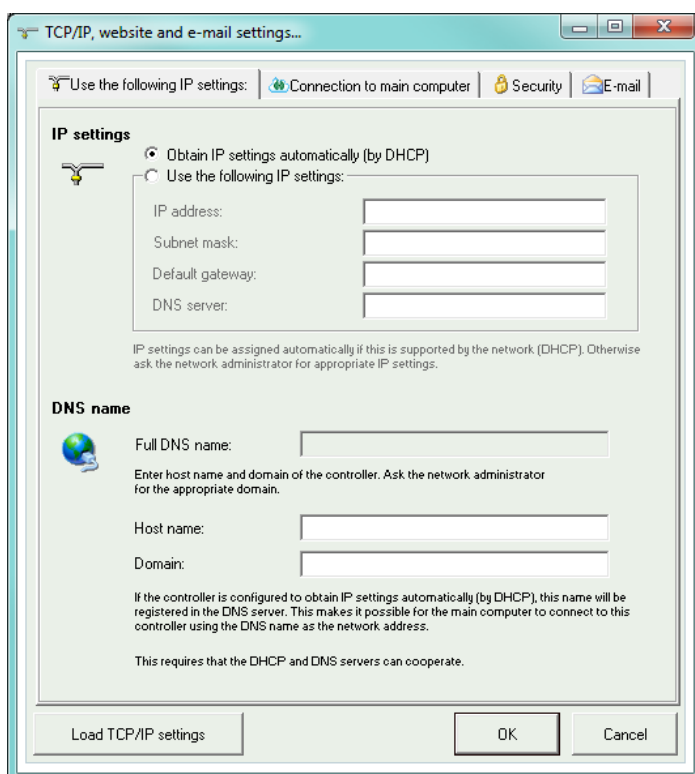 TCP/IP, website and e-mail settings...
Use the following IP settings:
Connection to main computer
Security
E-mail
IP settings
Obtain IP settings automatically (by DHCP)
Use the following IP settings:
IP address:
Subnet mask:
Default gateway:
DNS server:
IP settings can be assigned automatically if this is supported by the network (DHCP). Otherwise
ask the network administrator for appropriate IP settings.
DNS name
Full DNS name:
Enter host name and domain of the controller. Ask the network administrator
for the appropriate domain.
Host name:
Domain:
If the controller is configured to obtain IP settings automatically (by DHCP), this name will be
registered in the DNS server. This makes it possible for the main computer to connect to this
controller using the DNS name as the network address.
This requires that the DHCP and DNS servers can cooperate.
Load TCP/IP settings
OK
Cancel